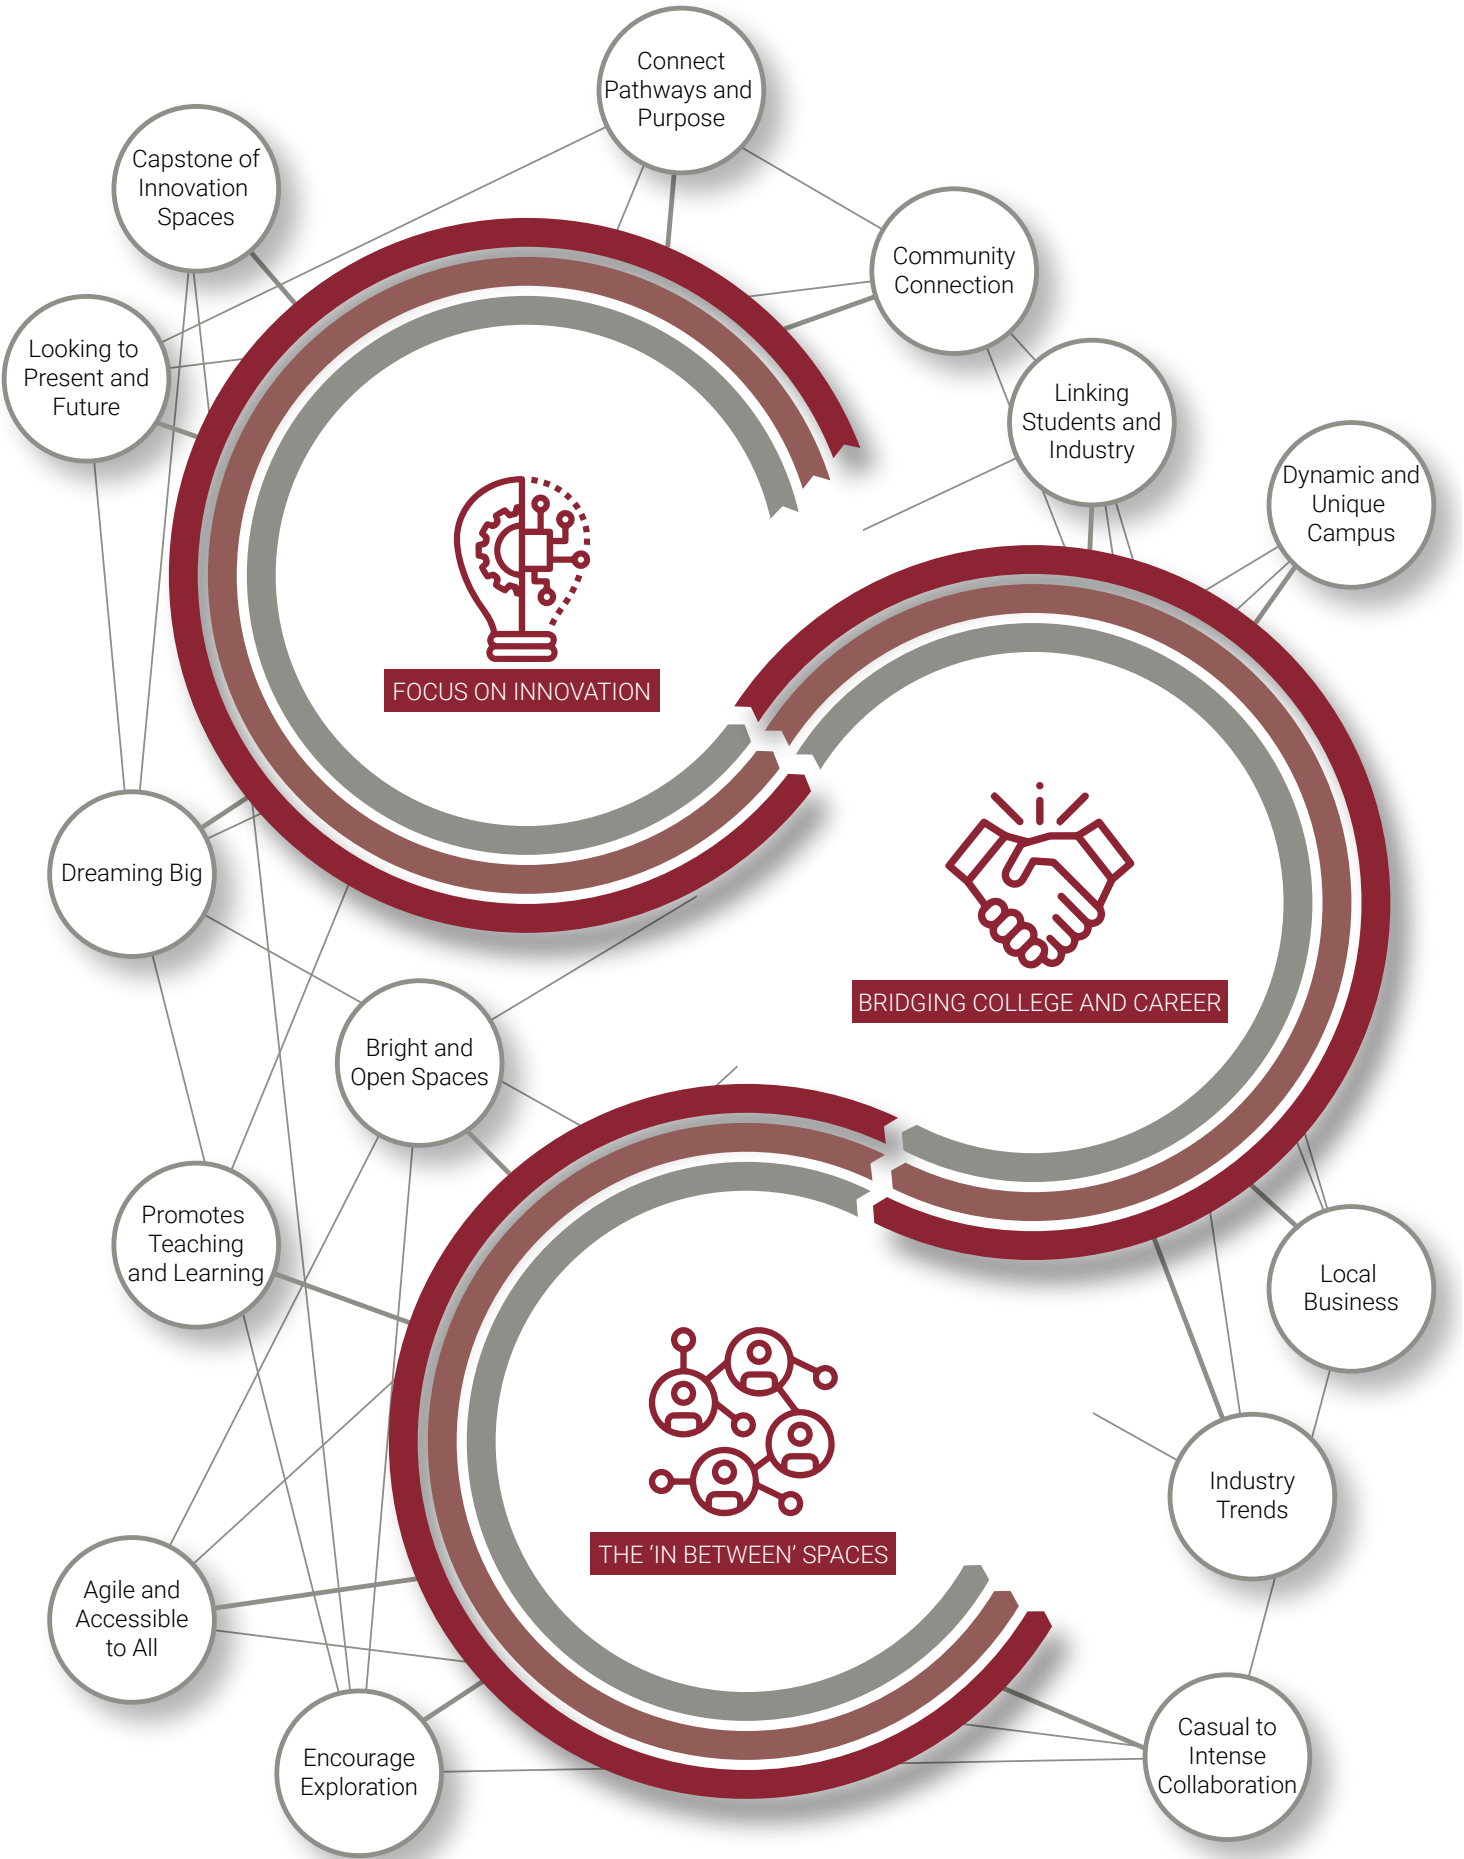 Connect
Pathways and
Purpose
Capstone of
Innovation
Spaces
Community
Connection
Looking to
Present and
Future
Linking
Students and
Industry
Dynamic and
Unique
Campus
FOCUS ON INNOVATION
Dreaming Big
BRIDGING COLLEGE AND CAREER
Bright and
Open Spaces
Promotes
Teaching
and Learning
Local
Business
Industry
Trends
THE ‘IN BETWEEN’ SPACES
Agile and
Accessible
to All
Encourage
Exploration
Casual to
Intense
Collaboration